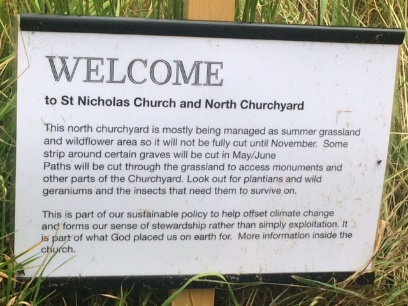 WELCOME
to St Nicholas Church and North Churchyard
This north churchyard is mostly being managed as summer grassland
and wildflower area so it will not be fully cut until November. Some
strip around certain graves will be cut in May/June
Paths will be cut through the grassland to access monuments and
other parts of the Churchyard. Look out for plantians and wild
geraniums and the insects that need them to survive on.
This is part of our sustainable policy to help offset climate change
and forms our sense of stewardship rather than simply exploitation. It
is part of what God placed us on earth for. More information inside the
church.